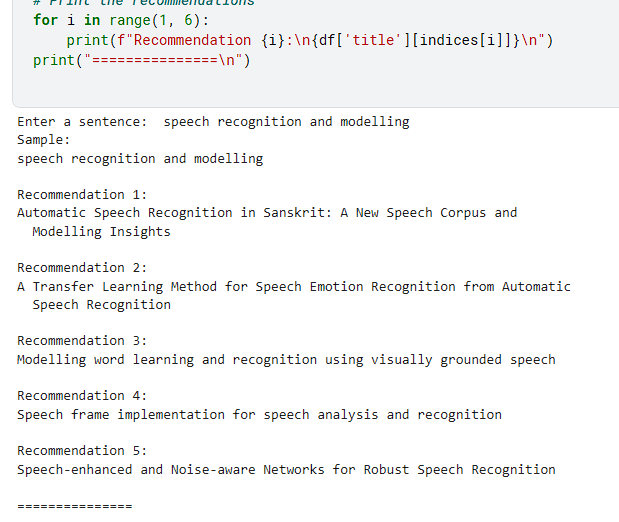 # Print the recommendations
for i in range(1, 6):
    print(f"Recommendation {i}:\n{df['title'][indices[i]]}\n")
print("===============\n")
Enter a sentence:  speech recognition and modelling
Sample:
speech recognition and modelling
Recommendation 1:
Automatic Speech Recognition in Sanskrit: A New Speech Corpus and
  Modelling Insights
Recommendation 2:
A Transfer Learning Method for Speech Emotion Recognition from Automatic
  Speech Recognition
Recommendation 3:
Modelling word learning and recognition using visually grounded speech
Recommendation 4:
Speech frame implementation for speech analysis and recognition
Recommendation 5:
Speech-enhanced and Noise-aware Networks for Robust Speech Recognition
===============